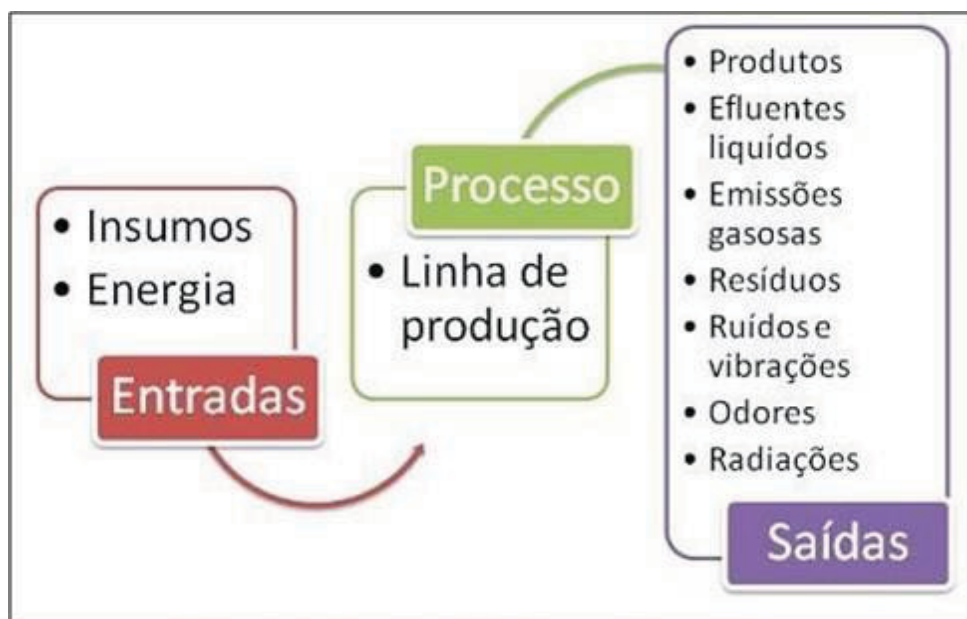 • Insumos
• Energia
Entradas
Processo
• Linha de
produção
• Produtos
• Efluentes
liquídos
• Emissões
gasosas
• Resíduos
• Ruídos e
vibrações
• Odores
• Radiações
Saídas